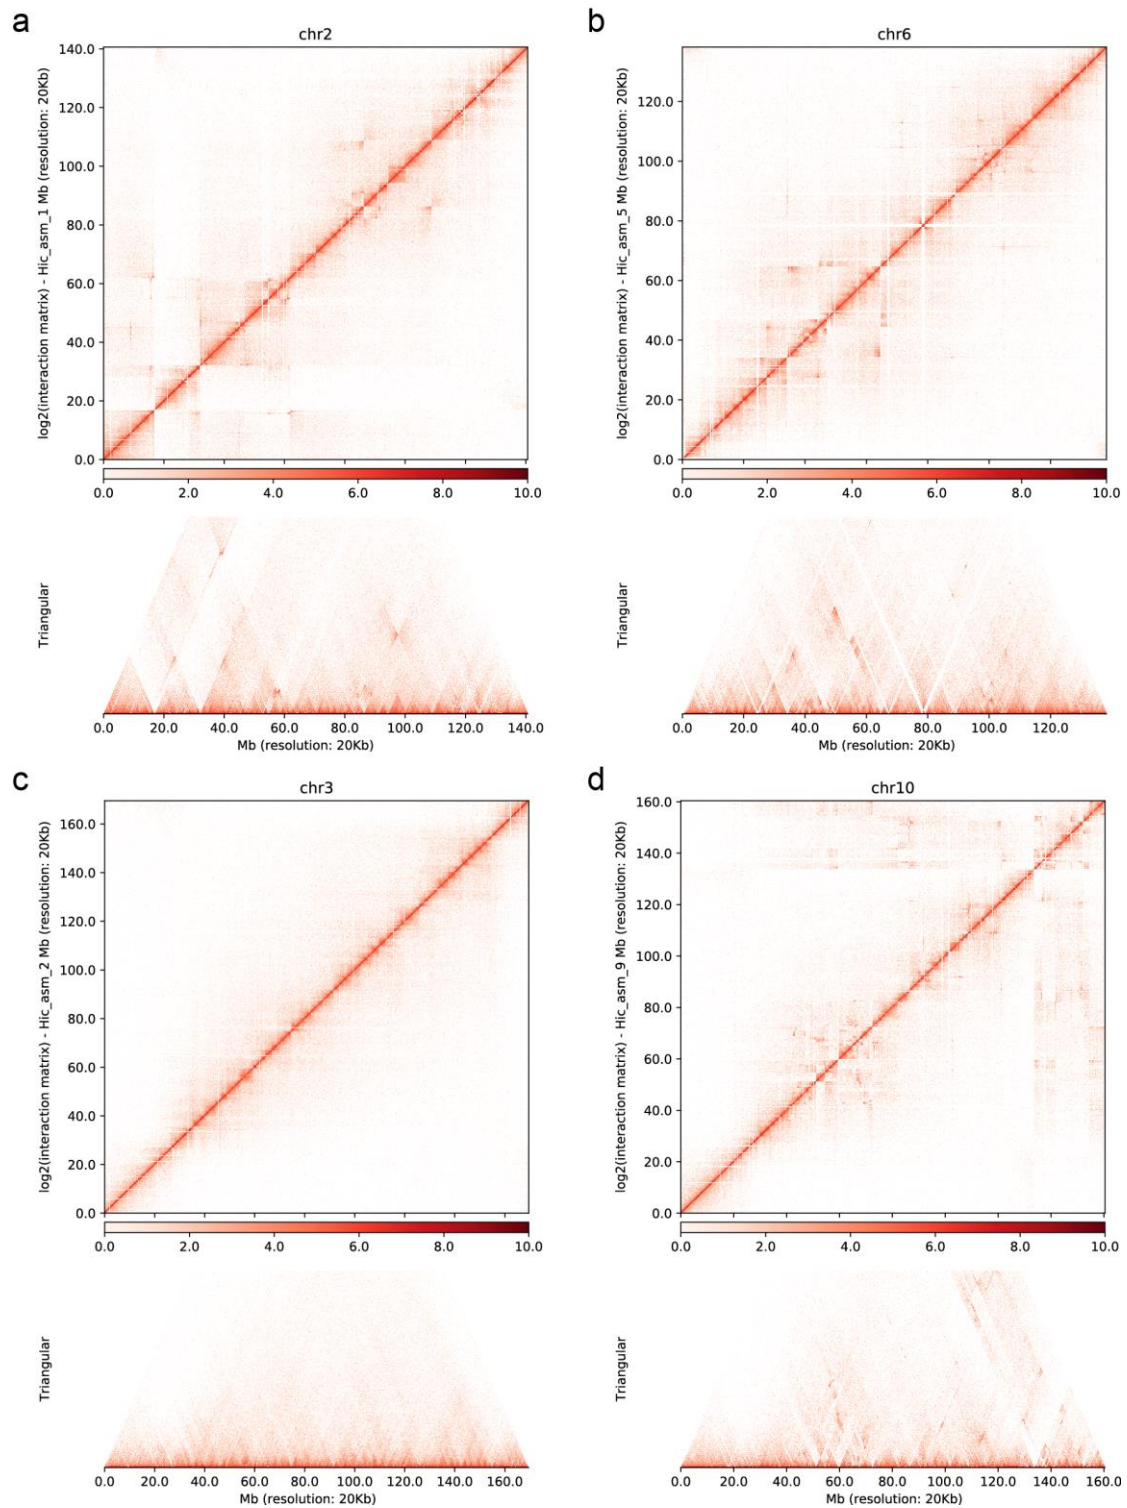 a
chr2
140.0
120.0
100.0
80.0
60.0
40.0
20.0
0.0
log2(interaction matrix) - Hic_asm_1 Mb (resolution: 20Kb)
0.0 2.0 4.0 6.0 8.0 10.0
Triangular
0.0 20.0 40.0 60.0 80.0 100.0 120.0 140.0
Mb (resolution: 20Kb)
b
chr6
120.0
100.0
80.0
60.0
40.0
20.0
0.0
log2(interaction matrix) - Hic_asm_5 Mb (resolution: 20Kb)
0.0 2.0 4.0 6.0 8.0 10.0
Triangular
0.0 20.0 40.0 60.0 80.0 100.0 120.0
Mb (resolution: 20Kb)
c
chr3
160.0
140.0
120.0
100.0
80.0
60.0
40.0
20.0
0.0
log2(interaction matrix) - Hic_asm_2 Mb (resolution: 20Kb)
0.0 2.0 4.0 6.0 8.0 10.0
Triangular
0.0 20.0 40.0 60.0 80.0 100.0 120.0 140.0 160.0
Mb (resolution: 20Kb)
d
chr10
160.0
140.0
120.0
100.0
80.0
60.0
40.0
20.0
0.0
log2(interaction matrix) - Hic_asm_9 Mb (resolution: 20Kb)
0.0 2.0 4.0 6.0 8.0 10.0
Triangular
0.0 20.0 40.0 60.0 80.0 100.0 120.0 140.0 160.0
Mb (resolution: 20Kb)